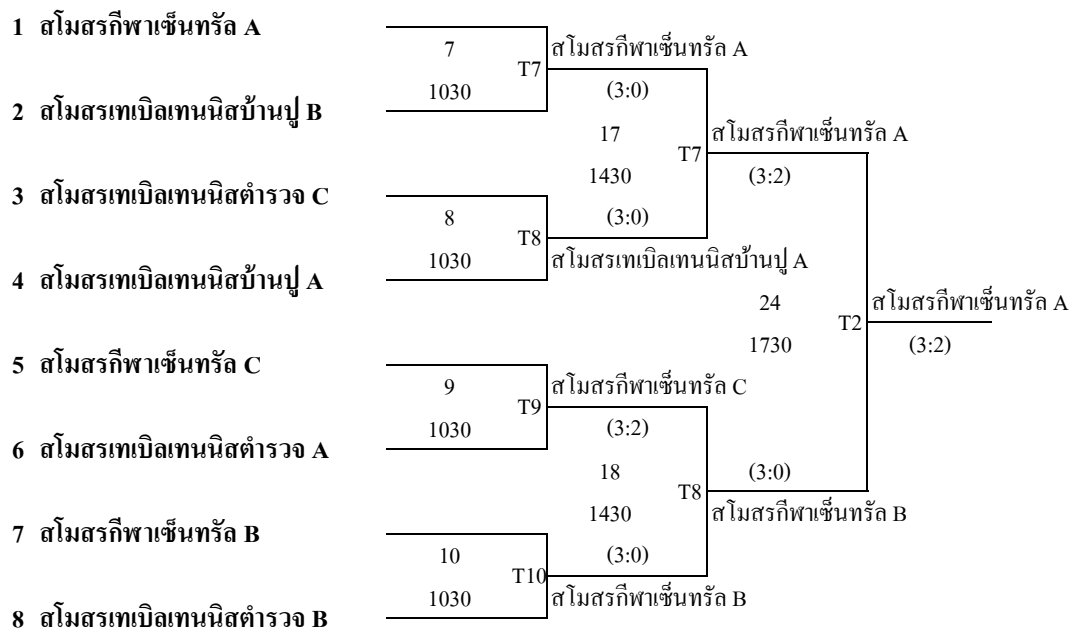 1 สโมสรกีฬาเซ็นทรัล A
7 สโมสรกีฬาเซ็นทรัล A
T7
1030 (3:0)
2 สโมสรเทเบิลเทนนิสบ้านปู B
17 สโมสรกีฬาเซ็นทรัล A
T7
1430 (3:2)
3 สโมสรเทเบิลเทนนิสตำรวจ C
8 (3:0)
T8
1030 สโมสรเทเบิลเทนนิสบ้านปู A
4 สโมสรเทเบิลเทนนิสบ้านปู A
24 สโมสรกีฬาเซ็นทรัล A
T2
1730 (3:2)
5 สโมสรกีฬาเซ็นทรัล C
9 สโมสรกีฬาเซ็นทรัล C
T9
1030 (3:2)
6 สโมสรเทเบิลเทนนิสตำรวจ A
18 (3:0)
T8
1430 สโมสรกีฬาเซ็นทรัล B
7 สโมสรกีฬาเซ็นทรัล B
10 (3:0)
T10
1030 สโมสรกีฬาเซ็นทรัล B
8 สโมสรเทเบิลเทนนิสตำรวจ B